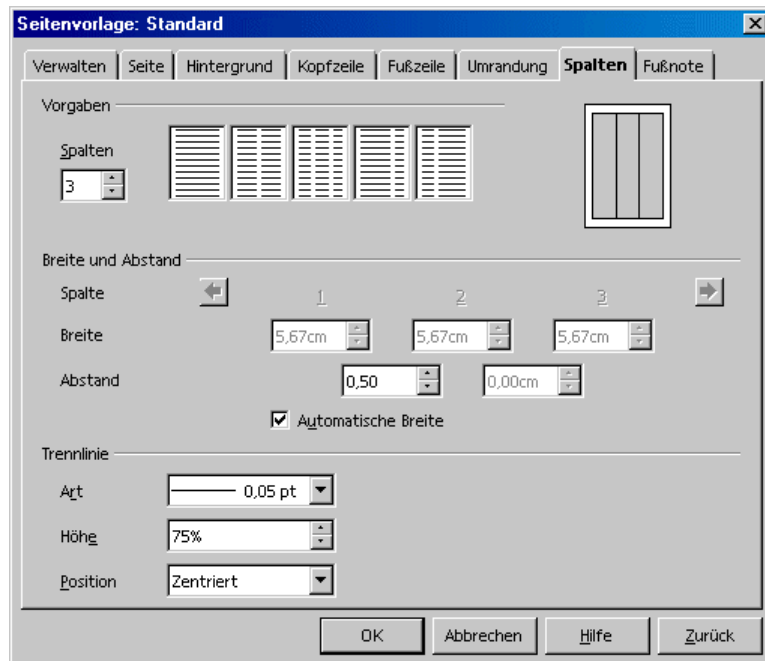 Seitenvorlage: Standard
Verwalten Seite Hintergrund Kopfzeile Fußzeile Umrandung Spalten Fußnote
Vorgaben
Spalten
3
Breite und Abstand
Spalte 1 2 3
Breite 5,67cm 5,67cm 5,67cm
Abstand 0,50 0,00cm
Automatische Breite
Trennlinie
Art 0,05 pt
Höhe 75%
Position Zentriert
OK Abbrechen Hilfe Zurück